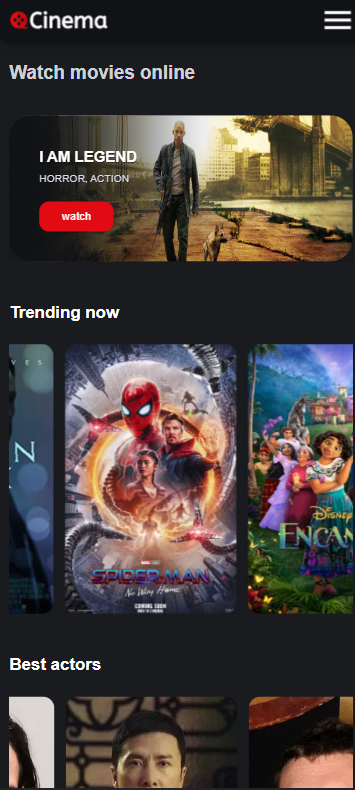 Cinema
Watch movies online
I AM LEGEND
HORROR, ACTION
watch
Trending now
V E S
N
SPIDER-MAN
No Way Home
COMING SOON
DISNEY
ENCAN
Best actors